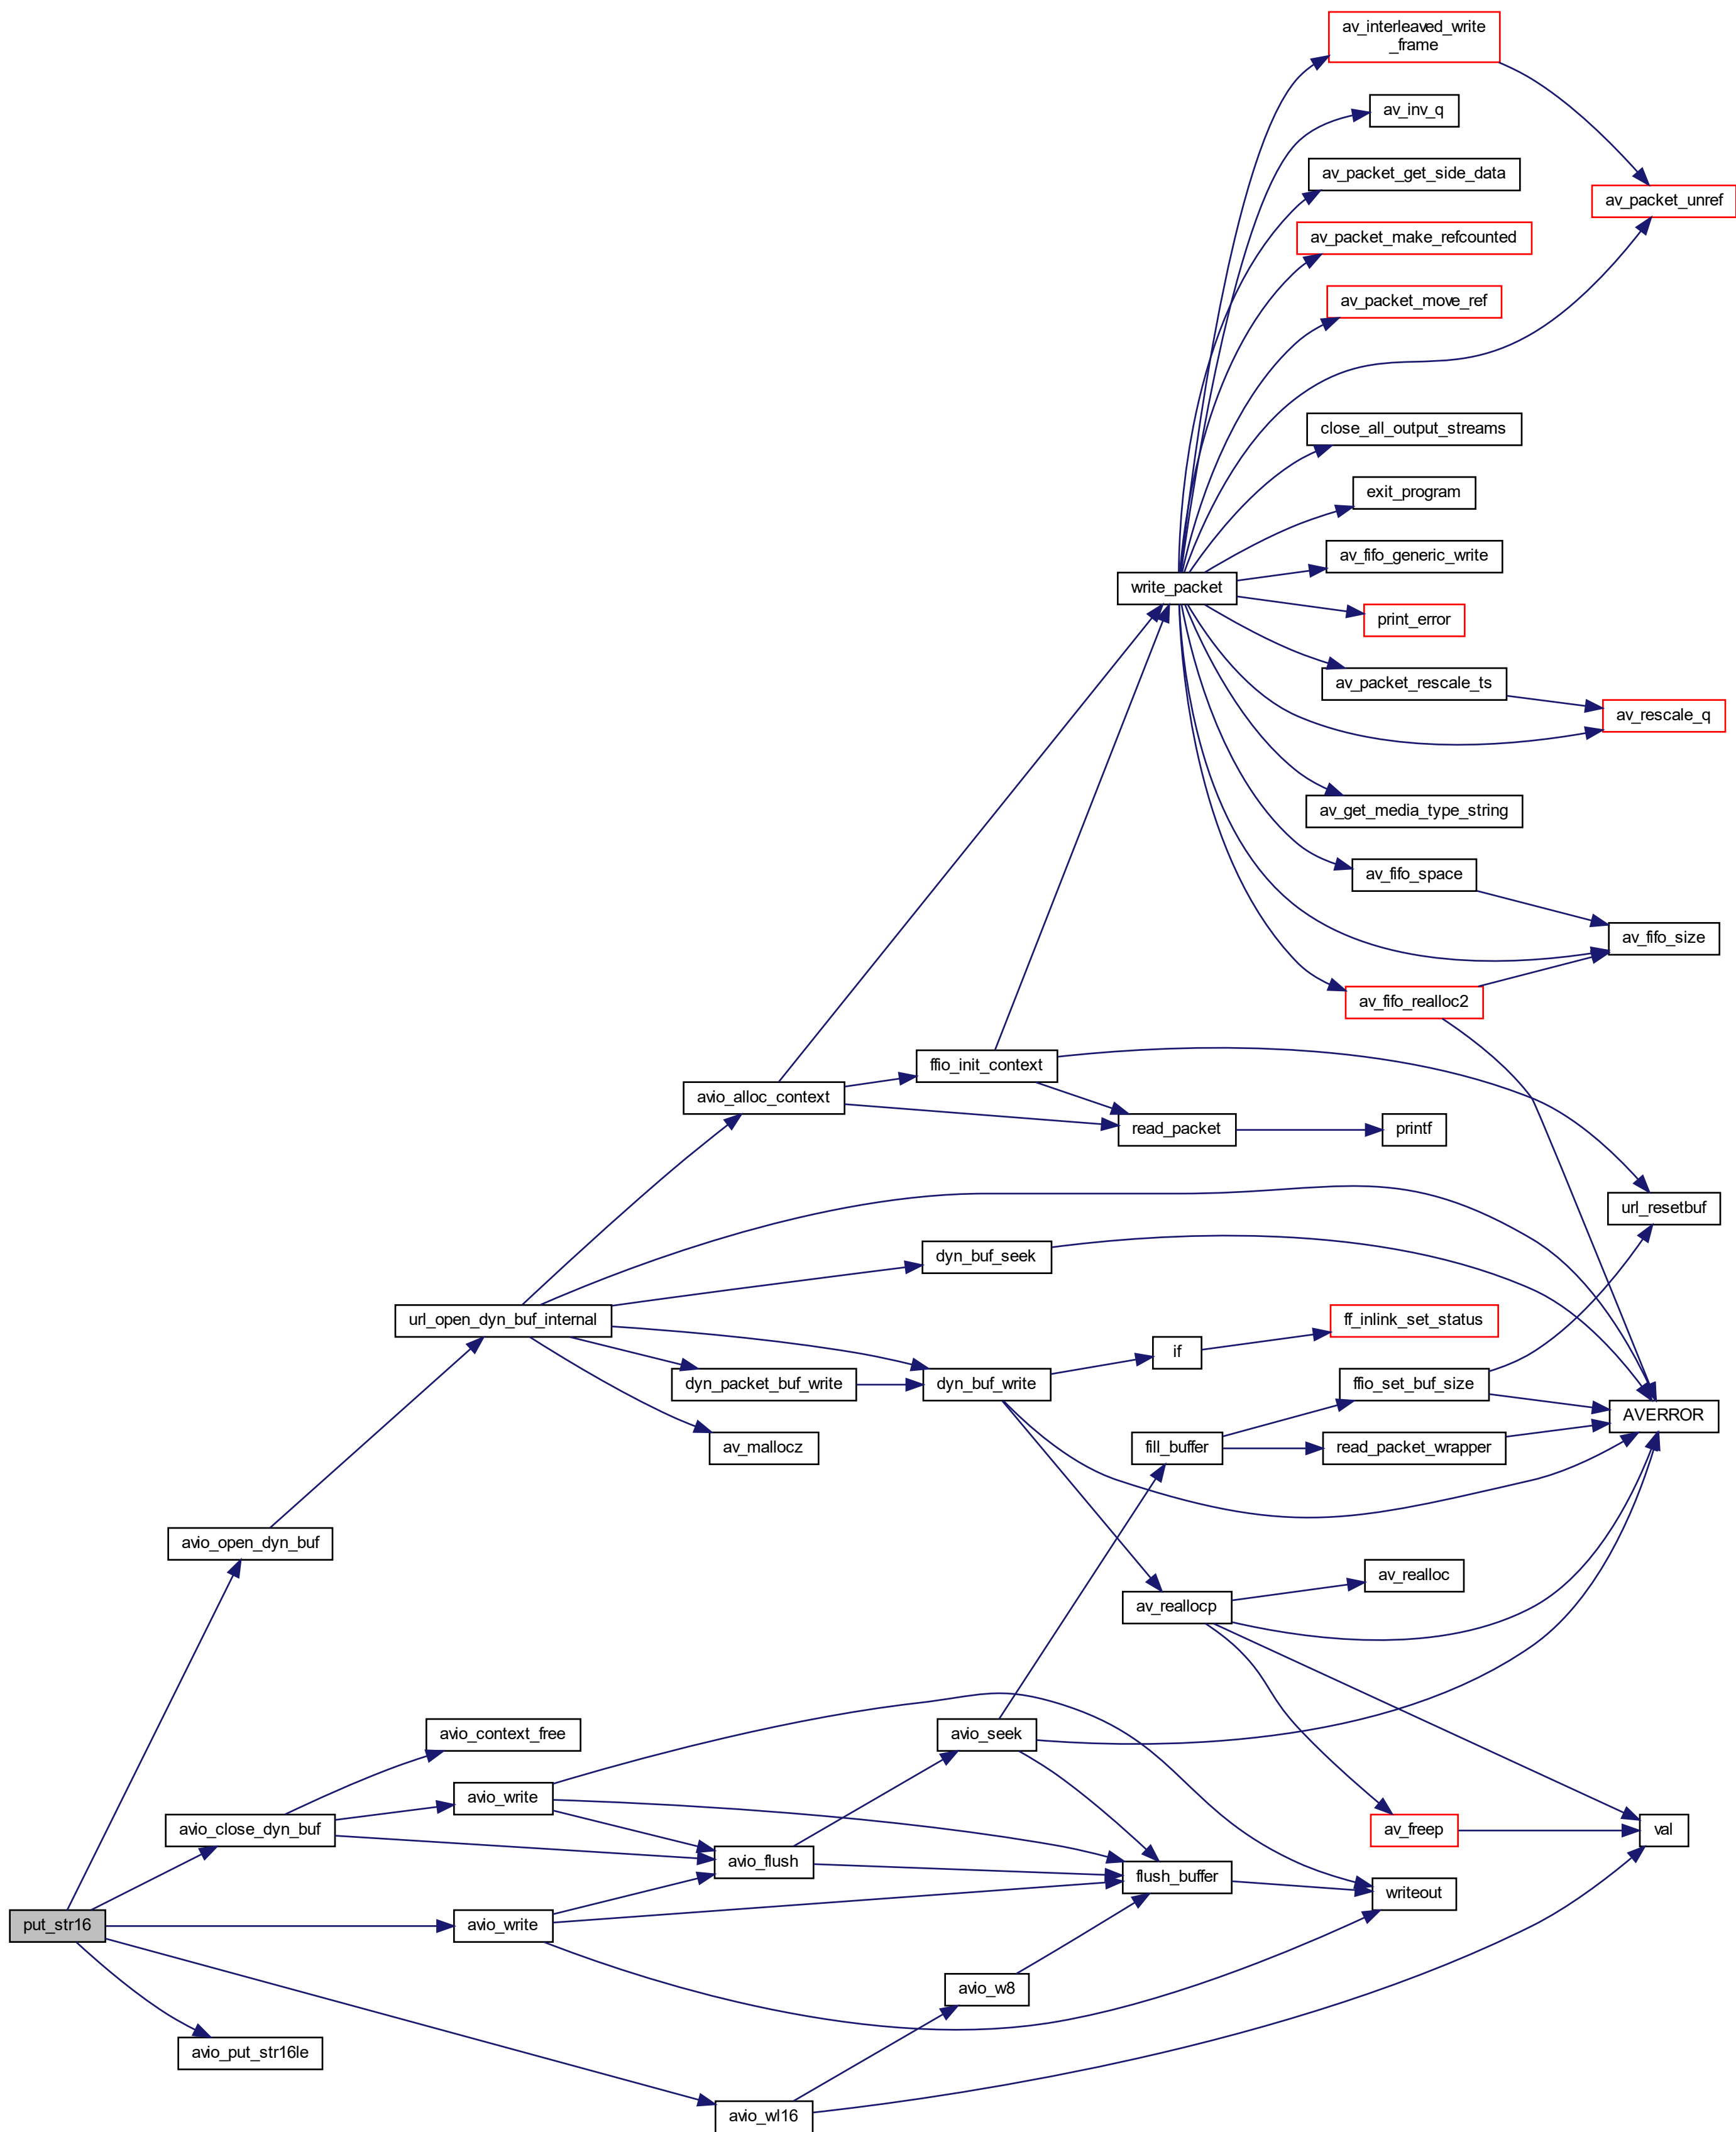 av_interleaved_write
_frame
av_inv_q
av_packet_get_side_data
av_packet_unref
av_packet_make_refcounted
av_packet_move_ref
close_all_output_streams
exit_program
av_fifo_generic_write
write_packet
print_error
av_packet_rescale_ts
av_rescale_q
av_get_media_type_string
av_fifo_space
av_fifo_size
av_fifo_realloc2
ffio_init_context
avio_alloc_context
read_packet
printf
url_resetbuf
dyn_buf_seek
url_open_dyn_buf_internal
ff_inlink_set_status
if
dyn_packet_buf_write
dyn_buf_write
ffio_set_buf_size
AVERROR
av_mallocz
fill_buffer
read_packet_wrapper
avio_open_dyn_buf
av_realloc
av_reallocp
avio_context_free
avio_seek
avio_write
avio_close_dyn_buf
av_freep
val
avio_flush
flush_buffer
writeout
put_str16
avio_write
avio_w8
avio_put_str16le
avio_wl16